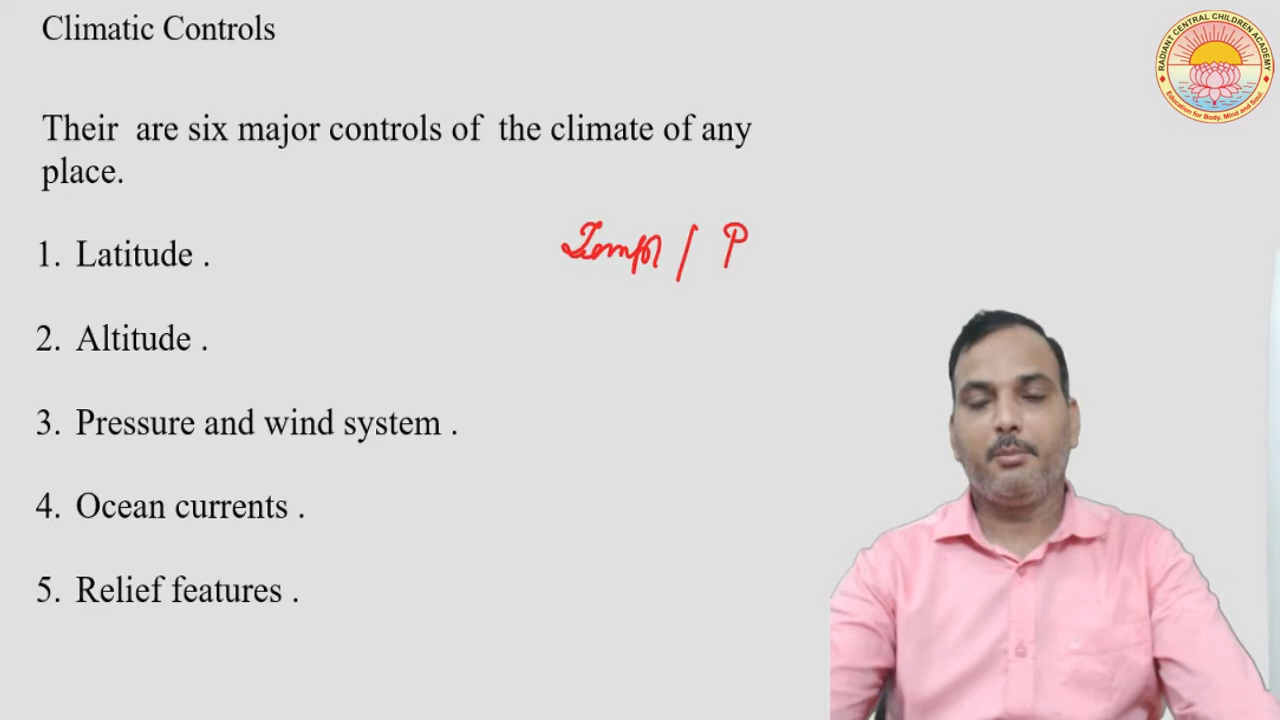 Climatic Controls
RADIANT CENTRAL CHILDREN ACADEMY
Education for Body, Mind and Soul
Their are six major controls of the climate of any
place.
1. Latitude .
Temp / P
2. Altitude .
3. Pressure and wind system .
4. Ocean currents .
5. Relief features .